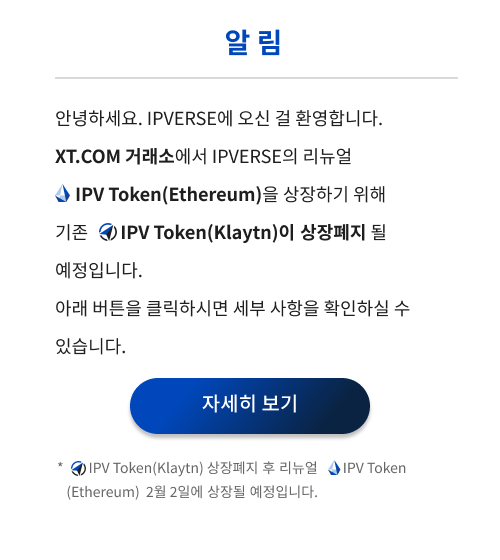 알 림
안녕하세요. IPVERSE에 오신 걸 환영합니다.
XT.COM 거래소에서 IPVERSE의 리뉴얼
IPV Token(Ethereum)을 상장하기 위해
기존 IPV Token(Klaytn)이 상장폐지 될
예정입니다.
아래 버튼을 클릭하시면 세부 사항을 확인하실 수
있습니다.
자세히 보기
* IPV Token(Klaytn) 상장폐지 후 리뉴얼 IPV Token
(Ethereum) 2월 2일에 상장될 예정입니다.